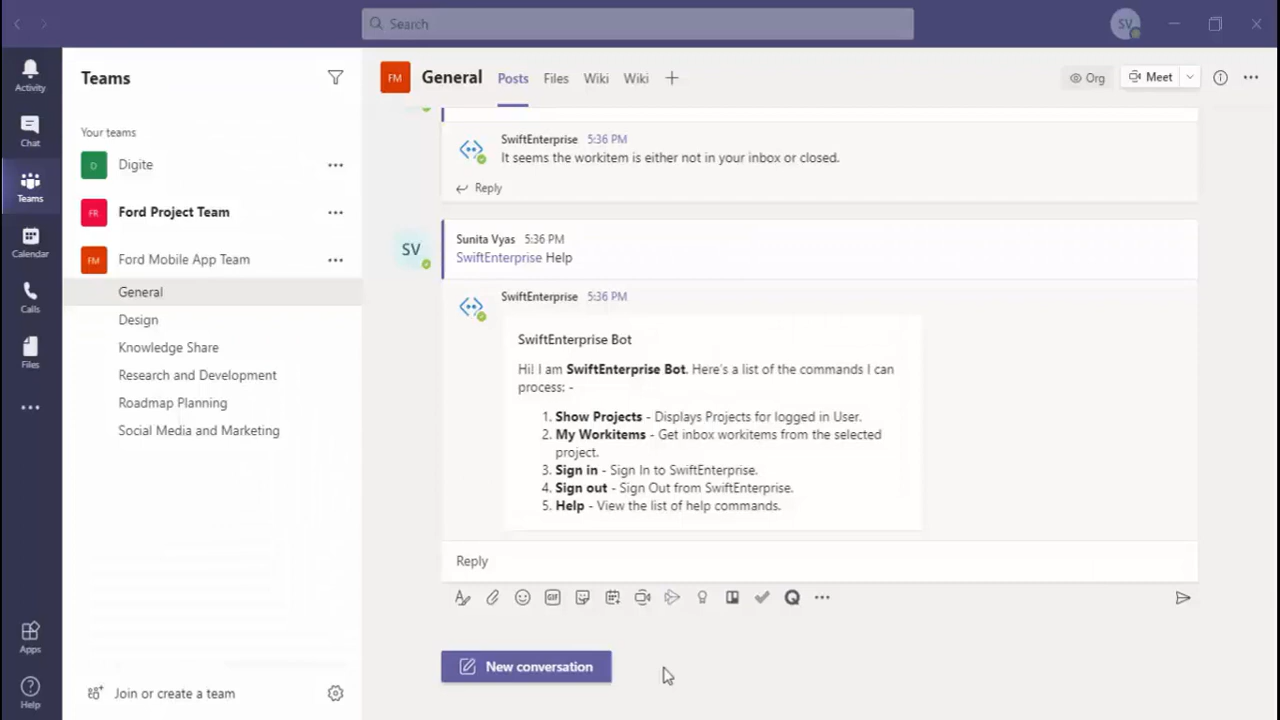 Search
SV
Activity
Chat
Teams
Calendar
Calls
Files
Apps
Help
Teams
Your teams
D Digite
FR Ford Project Team
FM Ford Mobile App Team
General
Design
Knowledge Share
Research and Development
Roadmap Planning
Social Media and Marketing
Join or create a team
FM General Posts Files Wiki Wiki
Org Meet
SwiftEnterprise 5:36 PM
It seems the workitem is either not in your inbox or closed.
Reply
SV
Sunita Vyas 5:36 PM
SwiftEnterprise Help
SwiftEnterprise 5:36 PM
SwiftEnterprise Bot
Hi! I am SwiftEnterprise Bot. Here's a list of the commands I can
process: -
1. Show Projects - Displays Projects for logged in User.
2. My Workitems - Get inbox workitems from the selected
project.
3. Sign in - Sign In to SwiftEnterprise.
4. Sign out - Sign Out from SwiftEnterprise.
5. Help - View the list of help commands.
Reply
GIF
New conversation